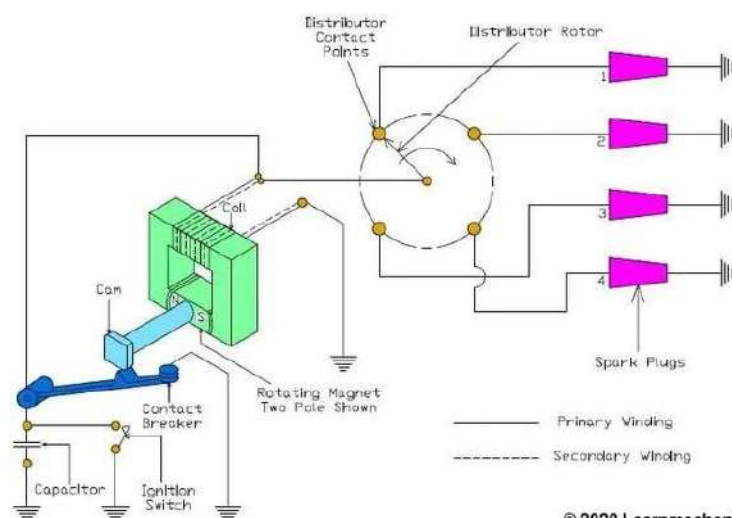 Distributor
Contact
Points
Distributor Rotor
1
2
3
4
Coil
Cam
N
S
Rotating Magnet
Two Pole Shown
Contact
Breaker
Capacitor
Ignition
Switch
Spark Plugs
Primary Winding
Secondary Winding
© 2020